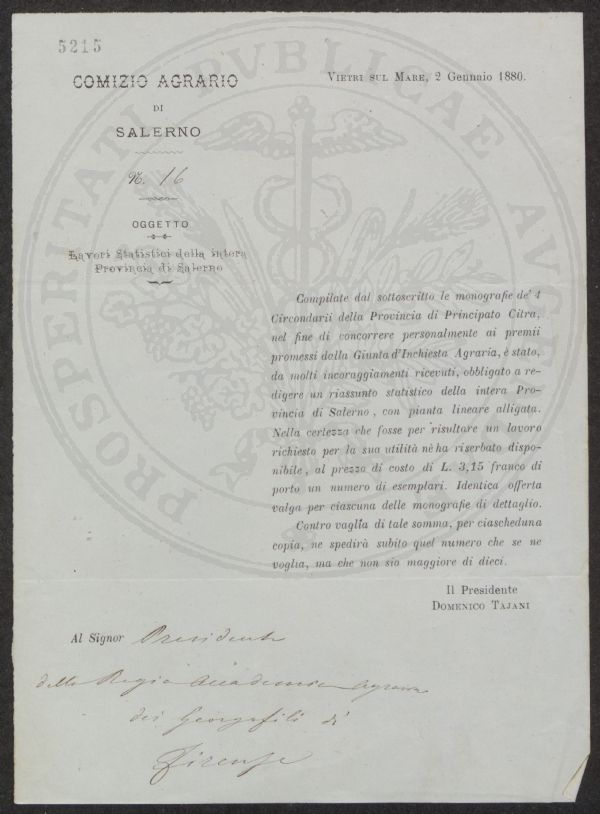 5215
COMIZIO AGRARIO
DI
SALERNO
N. 16
OGGETTO
Lavori Statistici della intera
Provincia di Salerno
VIETRI SUL MARE, 2 Gennaio 1880.
Compilate dal sottoscritto le monografie de' 4
Circondarii della Provincia di Principato Citra,
nel fine di concorrere personalmente ai premii
promessi dalla Giunta d'Inchiesta Agraria, è stato,
da molti incoraggiamenti ricevuti, obbligato a re-
digere un riassunto statistico della intera Pro-
vincia di Salerno, con pianta lineare alligata.
Nella certezza che fosse per risultare un lavoro
richiesto per la sua utilità nè ha riserbato dispo-
nibile, al prezzo di costo di L. 3,15 franco di
porto un numero di esemplari. Identica offerta
valga per ciascuna delle monografie di dettaglio.
Contro vaglia di tale somma, per ciascheduna
copia, ne spedirà subito quel numero che se ne
voglia, ma che non sia maggiore di dieci.
Il Presidente
DOMENICO TAJANI
Al Signor Presidente
della Regia Accademia Agraria
dei Georgofili di
Firenze
PROSPERITATI PVBLICAE AVGENDAE